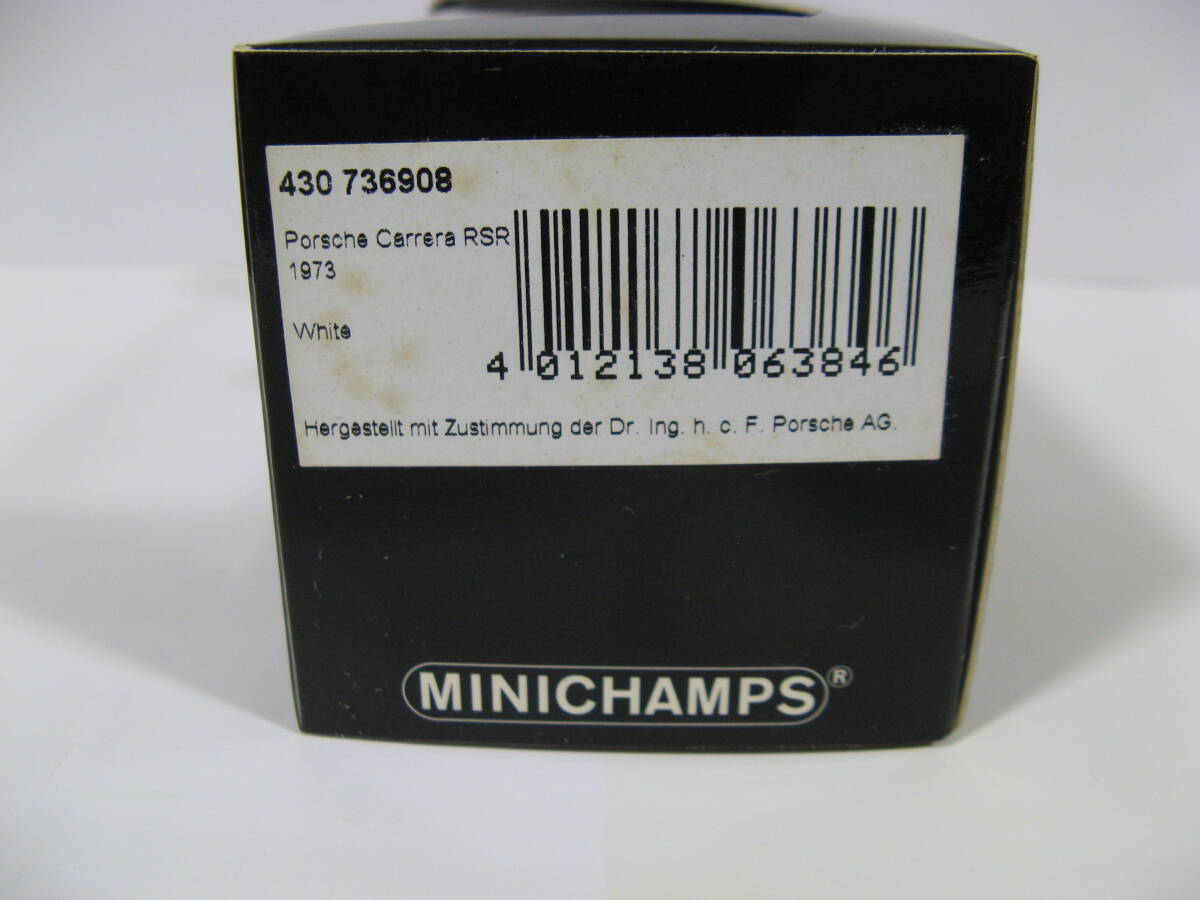 430 736908
Porsche Carrera RSR
1973
White
4 012138 063846
Hergestellt mit Zustimmung der Dr. Ing. h. c. F. Porsche AG.
MINICHAMPS®